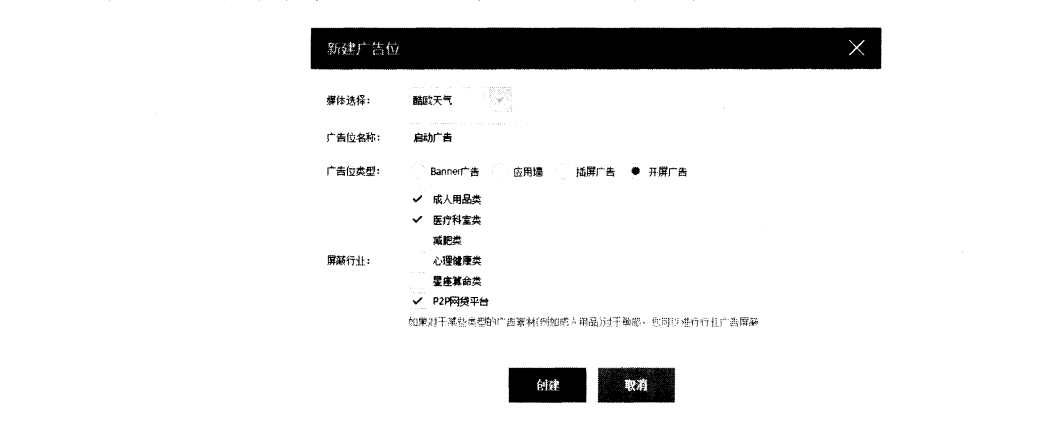 新建广告位
媒体选择： 酷欧天气
广告位名称： 启动广告
广告位类型： Banner广告 应用墙 插屏广告 开屏广告
成人用品类
医疗科室类
减肥类
屏蔽行业： 心理健康类
星座算命类
P2P网贷平台
如果对于某些类型的广告素材(例如成人用品)过于敏感，您可以进行行业广告屏蔽
创建 取消